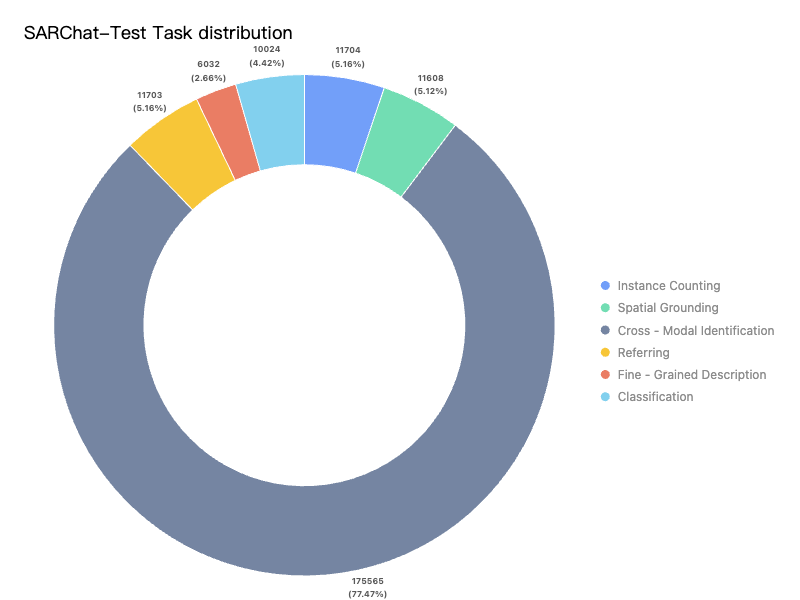 SARChat-Test Task distribution
10024
(4.42%)
11704
(5.16%)
6032
(2.66%)
11608
(5.12%)
11703
(5.16%)
Instance Counting
Spatial Grounding
Cross - Modal Identification
Referring
Fine - Grained Description
Classification
175565
(77.47%)